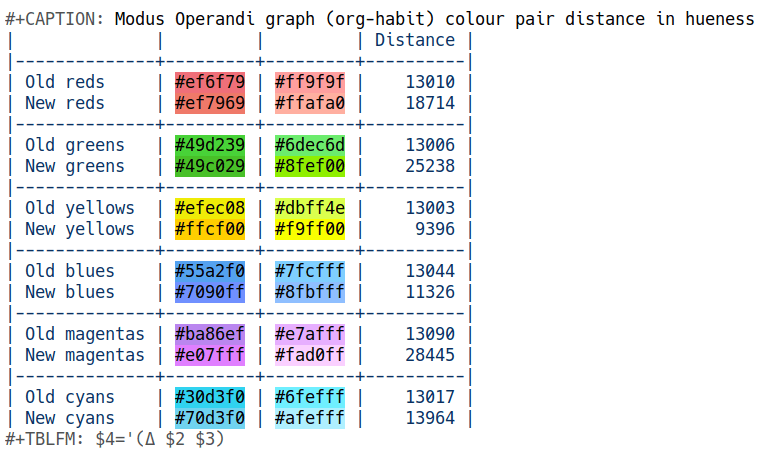 #+CAPTION: Modus Operandi graph (org-habit) colour pair distance in hueness
|              |         |         | Distance |
|--------------+---------+---------+----------|
| Old reds     | #ef6f79 | #ff9f9f |    13010 |
| New reds     | #ef7969 | #ffafa0 |    18714 |
|--------------+---------+---------+----------|
| Old greens   | #49d239 | #6dec6d |    13006 |
| New greens   | #49c029 | #8fef00 |    25238 |
|--------------+---------+---------+----------|
| Old yellows  | #efec08 | #dbff4e |    13003 |
| New yellows  | #ffcf00 | #f9ff00 |     9396 |
|--------------+---------+---------+----------|
| Old blues    | #55a2f0 | #7fcfff |    13044 |
| New blues    | #7090ff | #8fbfff |    11326 |
|--------------+---------+---------+----------|
| Old magentas | #ba86ef | #e7afff |    13090 |
| New magentas | #e07fff | #fad0ff |    28445 |
|--------------+---------+---------+----------|
| Old cyans    | #30d3f0 | #6fefff |    13017 |
| New cyans    | #70d3f0 | #afefff |    13964 |
#+TBLFM: $4='(Δ $2 $3)